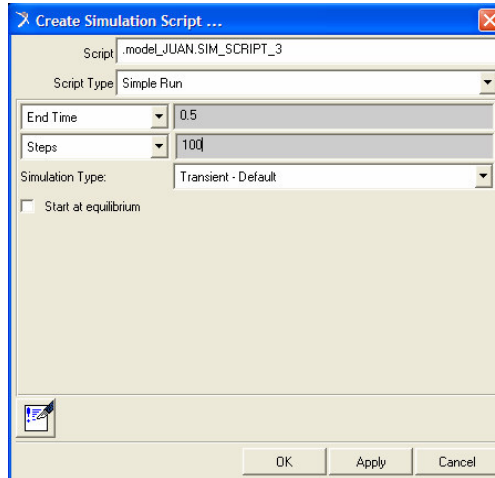 Create Simulation Script ...
Script .model_JUAN.SIM_SCRIPT_3
Script Type Simple Run
End Time 0.5
Steps 100
Simulation Type: Transient - Default
Start at equilibrium
OK Apply Cancel